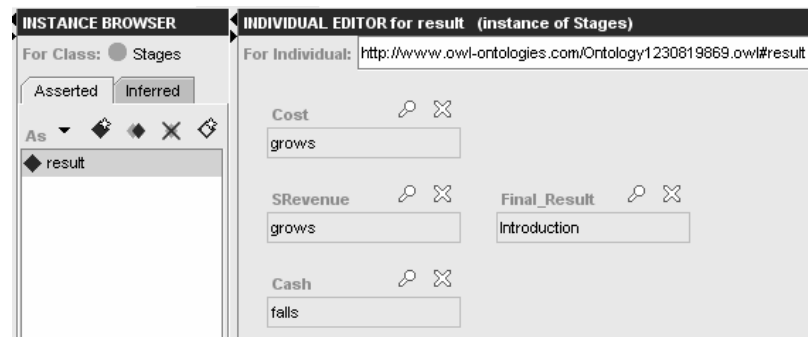 INSTANCE BROWSER
For Class: Stages
Asserted Inferred
As
result
INDIVIDUAL EDITOR for result (instance of Stages)
For Individual: http://www.owl-ontologies.com/Ontology1230819869.owl#result
Cost
grows
SRevenue
grows
Final_Result
Introduction
Cash
falls